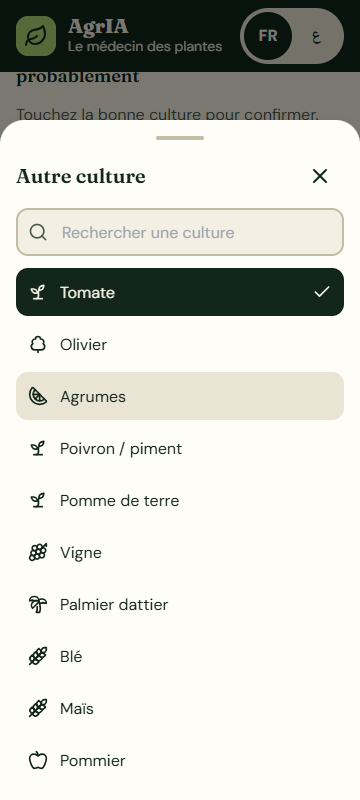 AgrIA
Le médecin des plantes
FR
ع
probablement
Touchez la bonne culture pour confirmer.
Autre culture
Rechercher une culture
Tomate
Olivier
Agrumes
Poivron / piment
Pomme de terre
Vigne
Palmier dattier
Blé
Maïs
Pommier